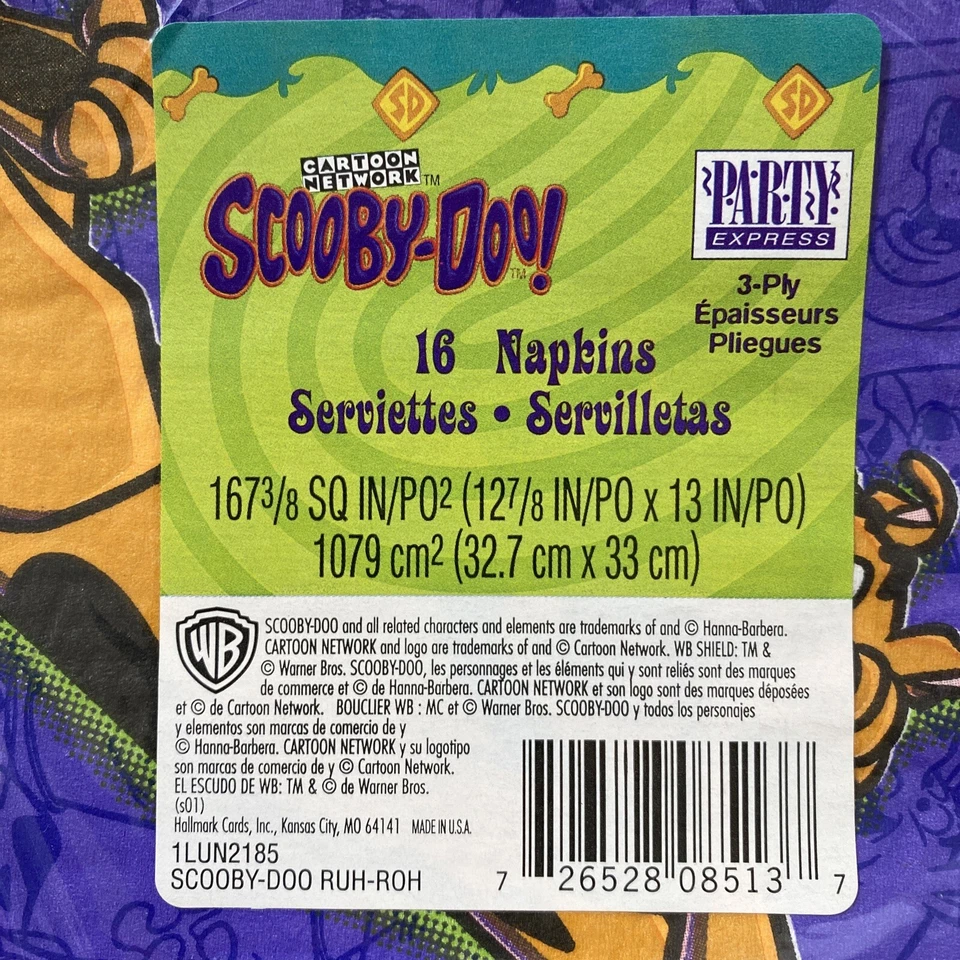 SD
SD
CARTOON
NETWORK™
SCOOBY-DOO!™
PARTY
EXPRESS
3-Ply
Épaisseurs
Pliegues
16 Napkins
Serviettes • Servilletas
167 3/8 SQ IN/PO² (12 7/8 IN/PO x 13 IN/PO)
1079 cm² (32.7 cm x 33 cm)
WB
SCOOBY-DOO and all related characters and elements are trademarks of and © Hanna-Barbera.
CARTOON NETWORK and logo are trademarks of and © Cartoon Network. WB SHIELD: TM &
© Warner Bros. SCOOBY-DOO, les personnages et les éléments qui y sont reliés sont des marques
de commerce et © de Hanna-Barbera. CARTOON NETWORK et son logo sont des marques déposées
et © de Cartoon Network. BOUCLIER WB : MC et © Warner Bros. SCOOBY-DOO y todos los personajes
y elementos son marcas de comercio de y
© Hanna-Barbera. CARTOON NETWORK y su logotipo
son marcas de comercio de y © Cartoon Network.
EL ESCUDO DE WB: TM & © de Warner Bros.
(s01)
Hallmark Cards, Inc., Kansas City, MO 64141 MADE IN U.S.A.
1LUN2185
SCOOBY-DOO RUH-ROH
7 26528 08513 7